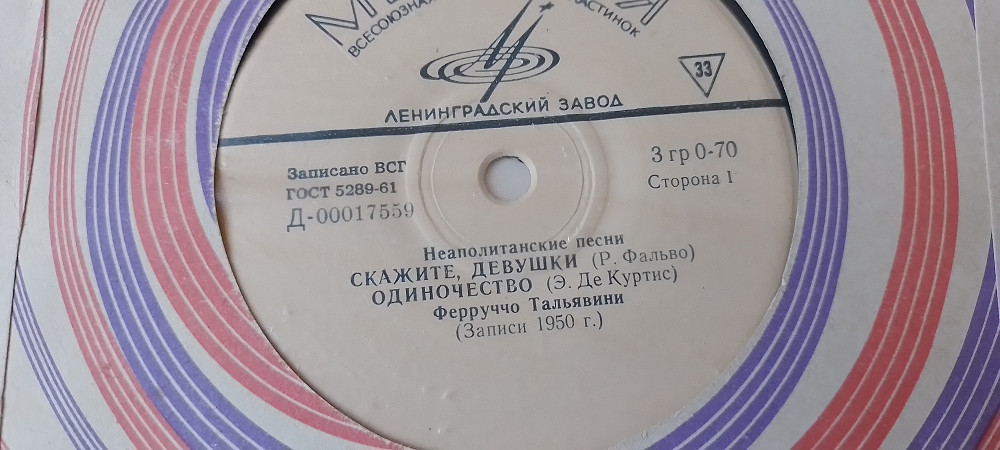 ВСЕСОЮЗНАЯ
ЛЕНИНГРАДСКИЙ ЗАВОД
33
Записано ВСГ
ГОСТ 5289-61
Д-00017559
3 гр 0-70
Сторона 1
Неаполитанские песни
СКАЖИТЕ, ДЕВУШКИ (Р. Фальво)
ОДИНОЧЕСТВО (Э. Де Куртис)
Ферруччо Тальявини
(Записи 1950 г.)